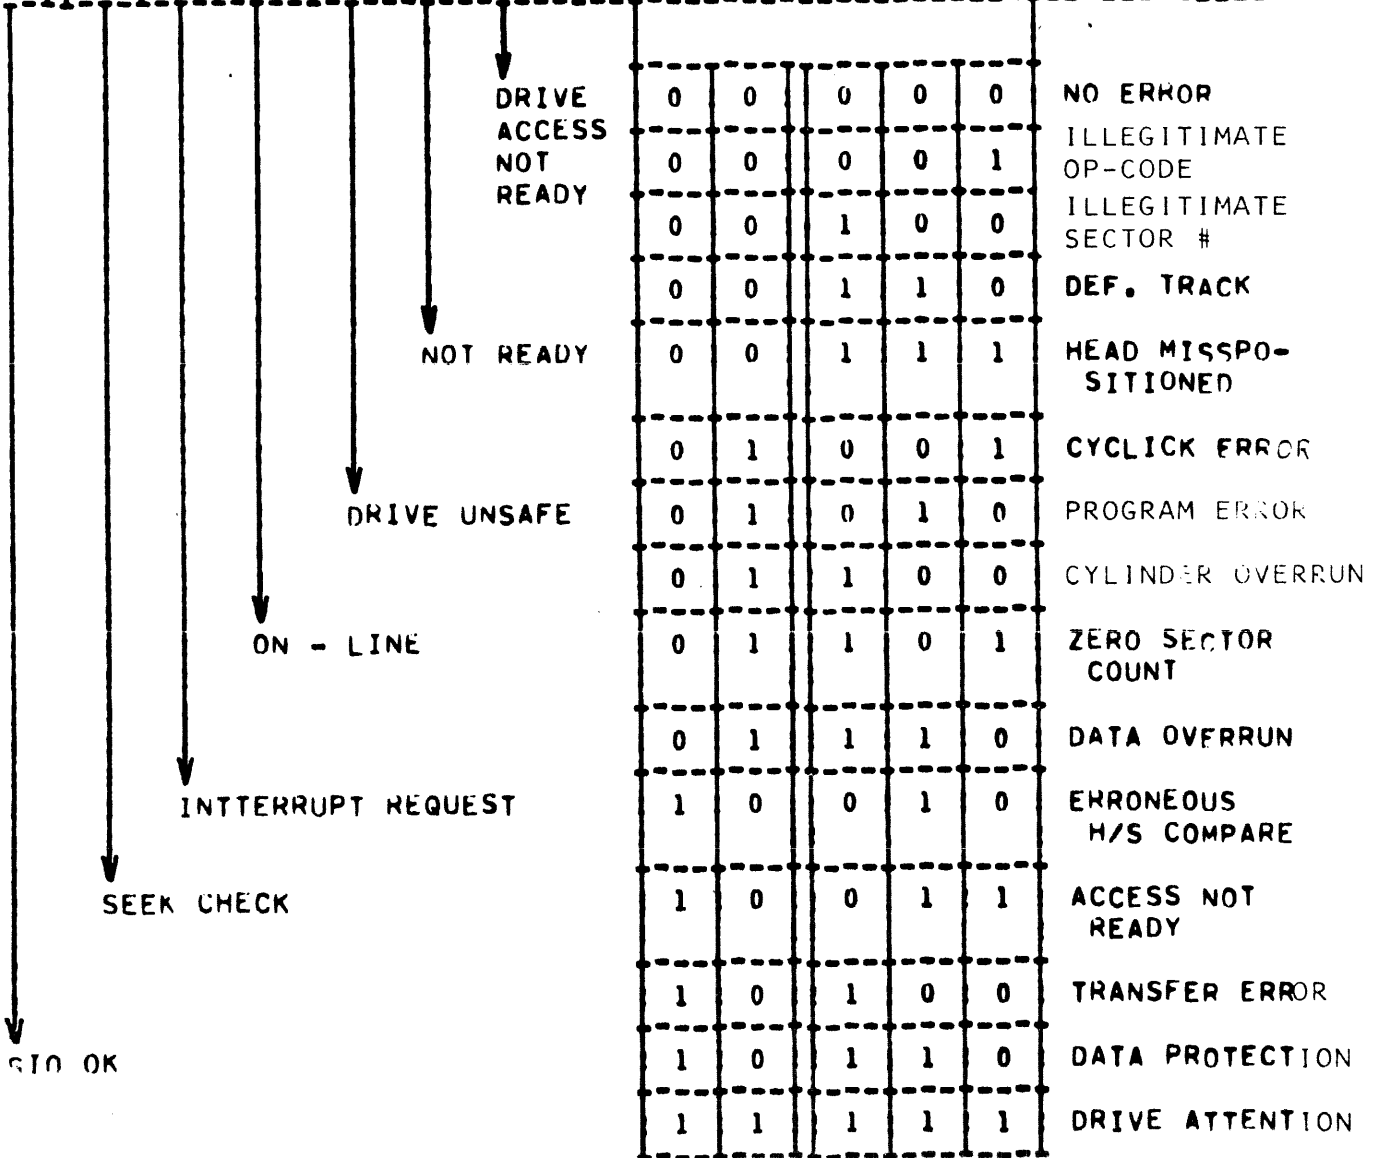 DRIVE 0 0 0 0 0 NO ERROR
ACCESS
NOT 0 0 0 0 1 ILLEGITIMATE
READY OP-CODE
0 0 1 0 0 ILLEGITIMATE
SECTOR #
0 0 1 1 0 DEF. TRACK
NOT READY 0 0 1 1 1 HEAD MISSPO-
SITIONED
0 1 0 0 1 CYCLICK ERROR
DRIVE UNSAFE 0 1 0 1 0 PROGRAM ERROR
0 1 1 0 0 CYLINDER OVERRUN
ON - LINE 0 1 1 0 1 ZERO SECTOR
COUNT
0 1 1 1 0 DATA OVERRUN
INTTERRUPT REQUEST 1 0 0 1 0 ERRONEOUS
H/S COMPARE
SEEK CHECK 1 0 0 1 1 ACCESS NOT
READY
1 0 1 0 0 TRANSFER ERROR
SIO OK 1 0 1 1 0 DATA PROTECTION
1 1 1 1 1 DRIVE ATTENTION